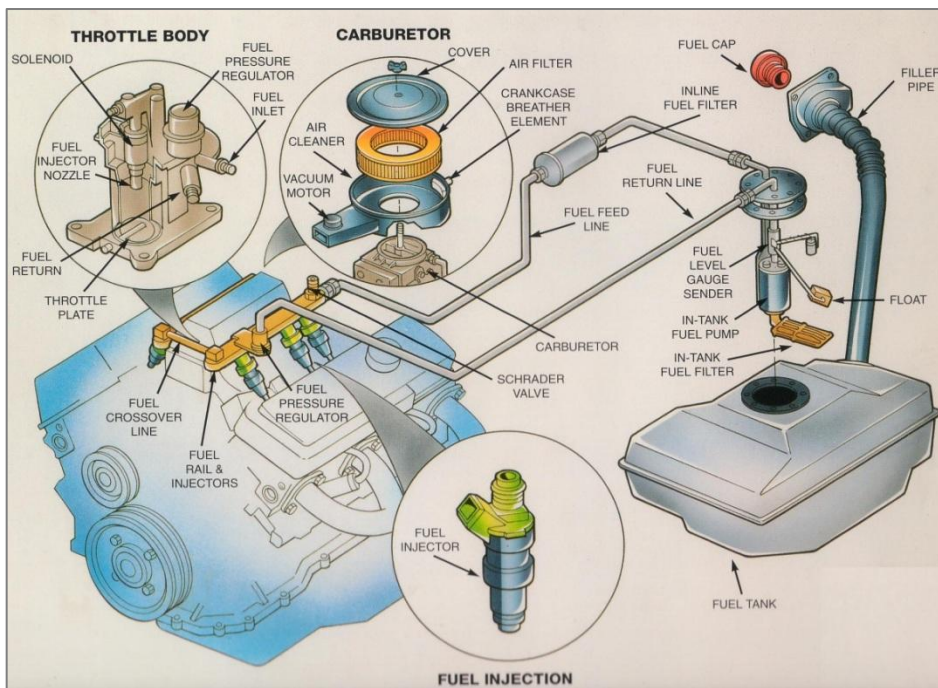 THROTTLE BODY
SOLENOID
FUEL
PRESSURE
REGULATOR
FUEL
INLET
FUEL
INJECTOR
NOZZLE
FUEL
RETURN
THROTTLE
PLATE
CARBURETOR
COVER
AIR FILTER
CRANKCASE
BREATHER
ELEMENT
AIR
CLEANER
VACUUM
MOTOR
CARBURETOR
FUEL CAP
FILLER
PIPE
INLINE
FUEL FILTER
FUEL
RETURN LINE
FUEL FEED
LINE
FUEL
LEVEL
GAUGE
SENDER
FLOAT
IN-TANK
FUEL PUMP
IN-TANK
FUEL FILTER
SCHRADER
VALVE
FUEL
PRESSURE
REGULATOR
FUEL
CROSSOVER
LINE
FUEL
RAIL &
INJECTORS
FUEL
INJECTOR
FUEL TANK
FUEL INJECTION